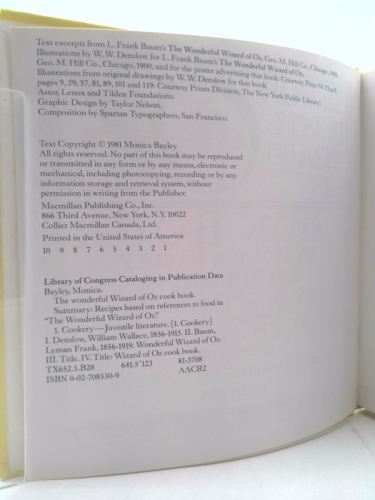 Text excerpts from L. Frank Baum's The Wonderful Wizard of Oz, Geo. M. Hill Co., Chicago, 1900.
Illustrations by W. W. Denslow for L. Frank Baum's The Wonderful Wizard of Oz,
Geo. M. Hill Co., Chicago, 1900, and for the poster advertising that book: Courtesy Peter M. Hanff
Illustrations from original drawings by W. W. Denslow for that book,
pages 9, 29, 57, 81, 89, 101 and 119: Courtesy Prints Division, The New York Public Library;
Astor, Lenox and Tilden Foundations.
Graphic Design by Taylor Nelson.
Composition by Spartan Typographers, San Francisco.
Text Copyright © 1981 Monica Bayley
All rights reserved. No part of this book may be reproduced
or transmitted in any form or by any means, electronic or
mechanical, including photocopying, recording or by any
information storage and retrieval system, without
permission in writing from the Publisher.
Macmillan Publishing Co., Inc.
866 Third Avenue, New York, N.Y. 10022
Collier Macmillan Canada, Ltd.
Printed in the United States of America
10 9 8 7 6 5 4 3 2 1
Library of Congress Cataloging in Publication Data
Bayley, Monica.
The wonderful Wizard of Oz cook book.
Summary: Recipes based on references to food in
"The Wonderful Wizard of Oz."
1. Cookery—Juvenile literature. [1. Cookery]
I. Denslow, William Wallace, 1856-1915. II. Baum,
Lyman Frank, 1856-1919. Wonderful Wizard of Oz.
III. Title. IV. Title: Wizard of Oz cook book.
TX652.5.B28 641.5'123 81-3708
ISBN 0-02-708530-9 AACR2